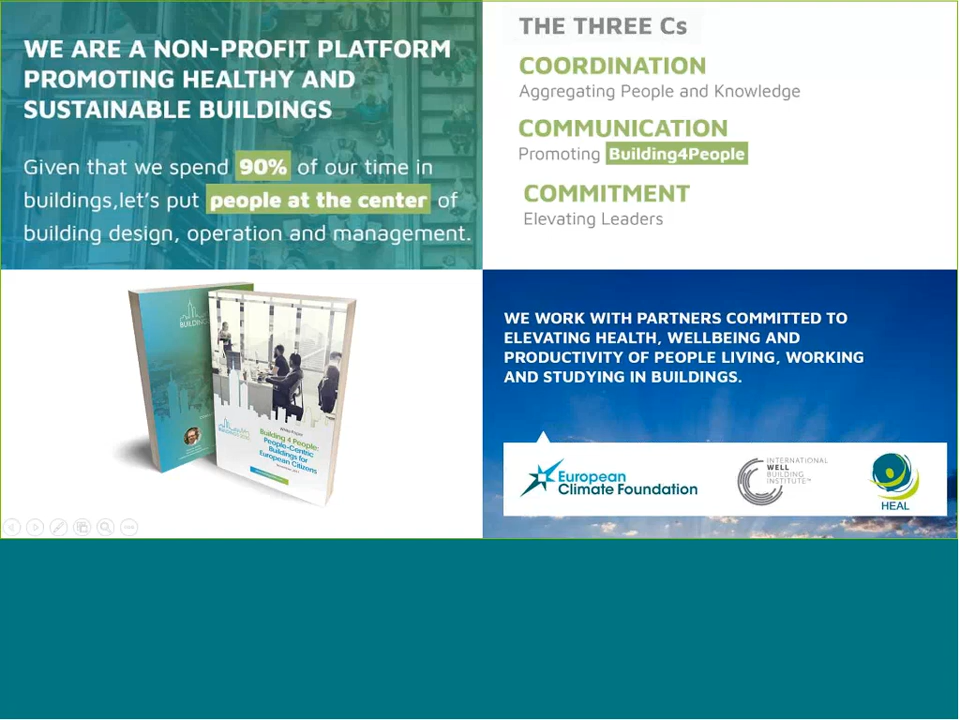 WE ARE A NON-PROFIT PLATFORM
PROMOTING HEALTHY AND
SUSTAINABLE BUILDINGS
Given that we spend 90% of our time in
buildings,let's put people at the center of
building design, operation and management.
THE THREE Cs
COORDINATION
Aggregating People and Knowledge
COMMUNICATION
Promoting Building4People
COMMITMENT
Elevating Leaders
White Paper
Building 4 People:
People-Centric
Buildings for
European Citizens
WE WORK WITH PARTNERS COMMITTED TO
ELEVATING HEALTH, WELLBEING AND
PRODUCTIVITY OF PEOPLE LIVING, WORKING
AND STUDYING IN BUILDINGS.
European
Climate Foundation
INTERNATIONAL
WELL
BUILDING
INSTITUTE™
HEAL